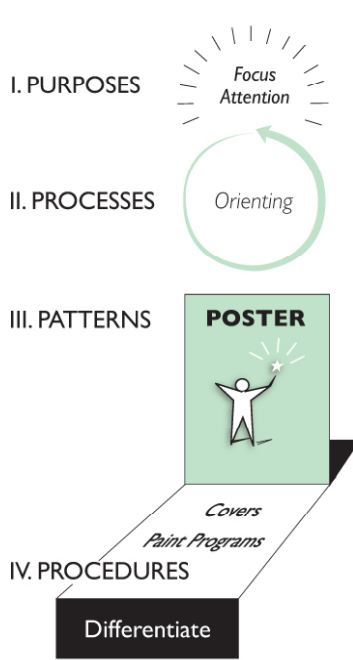 I. PURPOSES
Focus
Attention
II. PROCESSES
Orienting
III. PATTERNS
POSTER
Covers
Paint Programs
IV. PROCEDURES
Differentiate